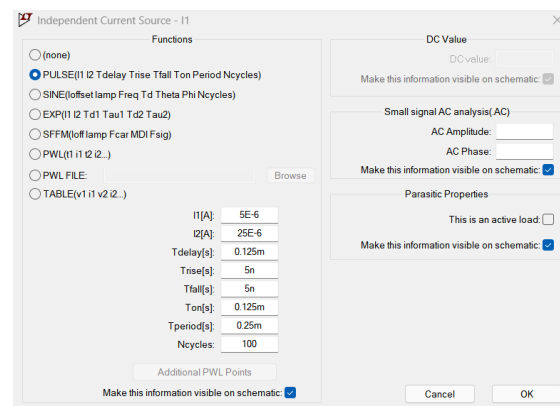 Independent Current Source - I1
Functions
(none)
PULSE(I1 I2 Tdelay Trise Tfall Ton Period Ncycles)
SINE(Ioffset Iamp Freq Td Theta Phi Ncycles)
EXP(I1 I2 Td1 Tau1 Td2 Tau2)
SFFM(Ioff Iamp Fcar MDI Fsig)
PWL(t1 i1 t2 i2...)
PWL FILE: Browse
TABLE(v1 i1 v2 i2...)
I1[A]: 5E-6
I2[A]: 25E-6
Tdelay[s]: 0.125m
Trise[s]: 5n
Tfall[s]: 5n
Ton[s]: 0.125m
Tperiod[s]: 0.25m
Ncycles: 100
Additional PWL Points
Make this information visible on schematic:
DC Value
DC value:
Make this information visible on schematic:
Small signal AC analysis(.AC)
AC Amplitude:
AC Phase:
Make this information visible on schematic:
Parasitic Properties
This is an active load:
Make this information visible on schematic:
Cancel OK